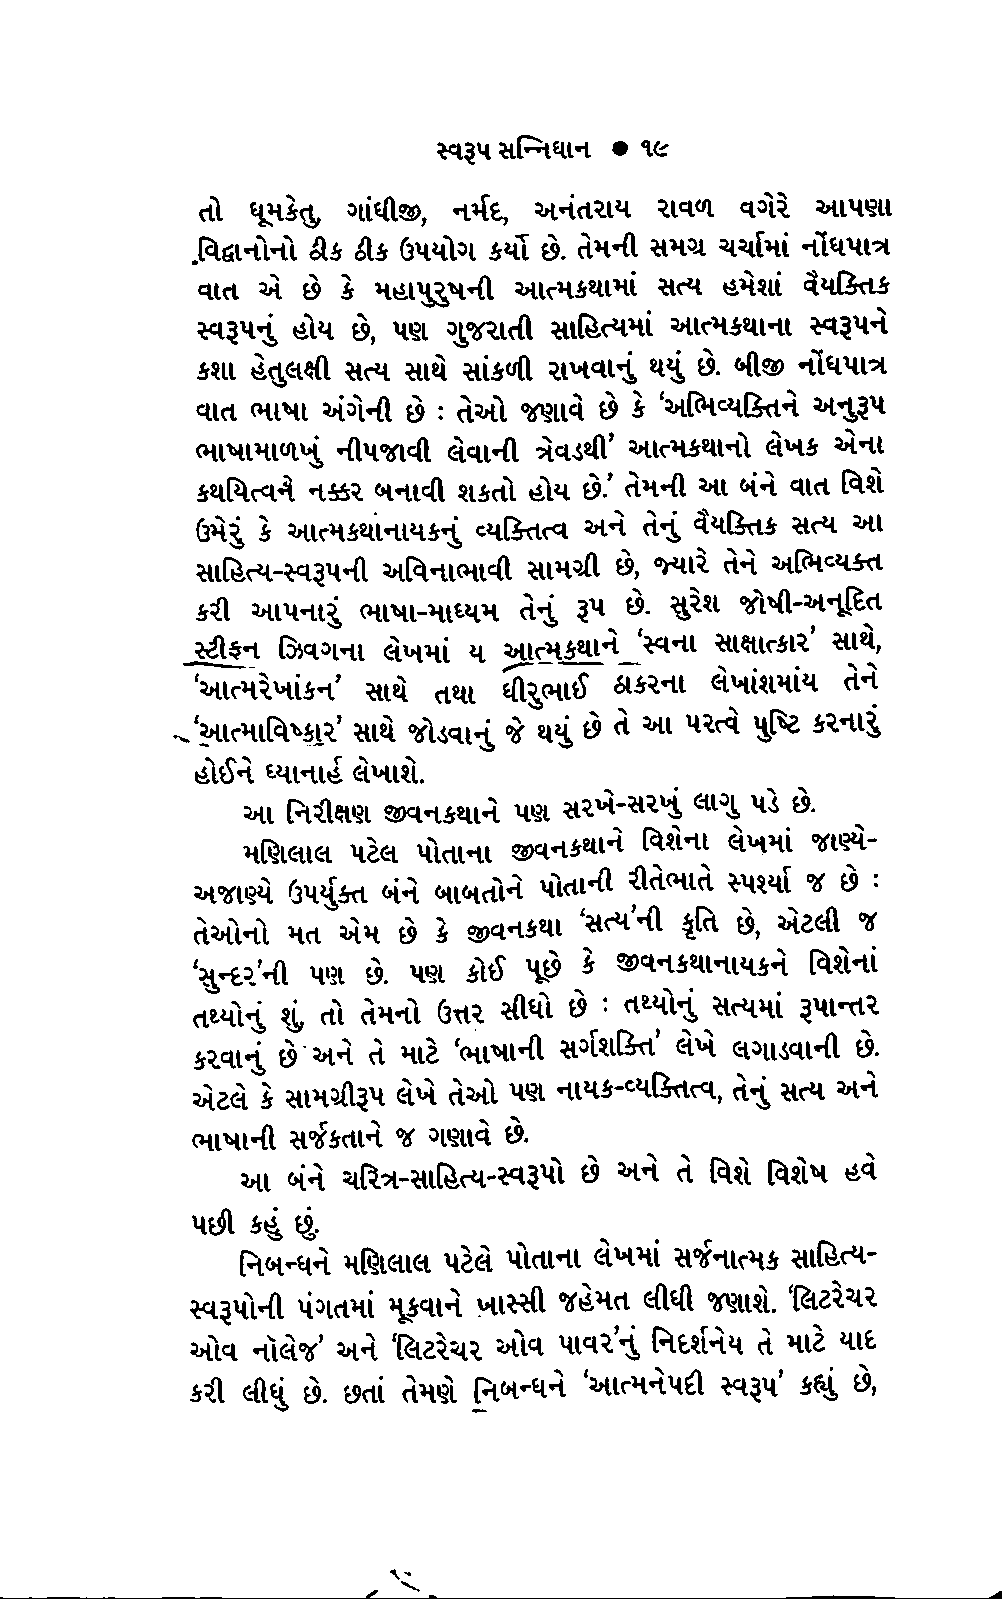 સ્વરૂપ સન્નિધાન ● ૧૯
તો ધૂમકેતુ, ગાંધીજી, નર્મદ, અનંતરાય રાવળ વગેરે આપણા
વિદ્વાનોનો ઠીક ઠીક ઉપયોગ કર્યો છે. તેમની સમગ્ર ચર્ચામાં નોંધપાત્ર
વાત એ છે કે મહાપુરુષની આત્મકથામાં સત્ય હમેશાં વૈયક્તિક
સ્વરૂપનું હોય છે, પણ ગુજરાતી સાહિત્યમાં આત્મકથાના સ્વરૂપને
કશા હેતુલક્ષી સત્ય સાથે સાંકળી રાખવાનું થયું છે. બીજી નોંધપાત્ર
વાત ભાષા અંગેની છે : તેઓ જણાવે છે કે ‘અભિવ્યક્તિને અનુરૂપ
ભાષામાળખું નીપજાવી લેવાની ત્રેવડથી’ આત્મકથાનો લેખક એના
કથયિત્વને નક્કર બનાવી શકતો હોય છે.’ તેમની આ બંને વાત વિશે
ઉમેરું કે આત્મકથાનાયકનું વ્યક્તિત્વ અને તેનું વૈયક્તિક સત્ય આ
સાહિત્ય-સ્વરૂપની અવિનાભાવી સામગ્રી છે, જ્યારે તેને અભિવ્યક્ત
કરી આપનારું ભાષા-માધ્યમ તેનું રૂપ છે. સુરેશ જોષી-અનૂદિત
સ્ટીફન ઝિવગના લેખમાં ય આત્મકથાને ‘સ્વના સાક્ષાત્કાર’ સાથે,
‘આત્મરેખાંકન’ સાથે તથા ધીરુભાઈ ઠાકરના લેખાંશમાંય તેને
‘આત્માવિષ્કાર’ સાથે જોડવાનું જે થયું છે તે આ પરત્વે પુષ્ટિ કરનારું
હોઈને ધ્યાનાર્હ લેખાશે.
આ નિરીક્ષણ જીવનકથાને પણ સરખે-સરખું લાગુ પડે છે.
મણિલાલ પટેલ પોતાના જીવનકથાને વિશેના લેખમાં જાણ્યે-
અજાણ્યે ઉપર્યુક્ત બંને બાબતોને પોતાની રીતેભાતે સ્પર્શ્યા જ છે :
તેઓનો મત એમ છે કે જીવનકથા ‘સત્ય’ની કૃતિ છે, એટલી જ
‘સુન્દર’ની પણ છે. પણ કોઈ પૂછે કે જીવનકથાનાયકને વિશેનાં
તથ્યોનું શું, તો તેમનો ઉત્તર સીધો છે : તથ્યોનું સત્યમાં રૂપાન્તર
કરવાનું છે અને તે માટે ‘ભાષાની સર્ગશક્તિ’ લેખે લગાડવાની છે.
એટલે કે સામગ્રીરૂપ લેખે તેઓ પણ નાયક-વ્યક્તિત્વ, તેનું સત્ય અને
ભાષાની સર્જકતાને જ ગણાવે છે.
આ બંને ચરિત્ર-સાહિત્ય-સ્વરૂપો છે અને તે વિશે વિશેષ હવે
પછી કહું છું.
નિબન્ધને મણિલાલ પટેલે પોતાના લેખમાં સર્જનાત્મક સાહિત્ય-
સ્વરૂપોની પંગતમાં મૂકવાને ખાસ્સી જહેમત લીધી જણાશે. ‘લિટરેચર
ઓવ નૉલેજ’ અને ‘લિટરેચર ઓવ પાવર’નું નિદર્શનેય તે માટે યાદ
કરી લીધું છે. છતાં તેમણે નિબન્ધને ‘આત્મનેપદી સ્વરૂપ’ કહ્યું છે,